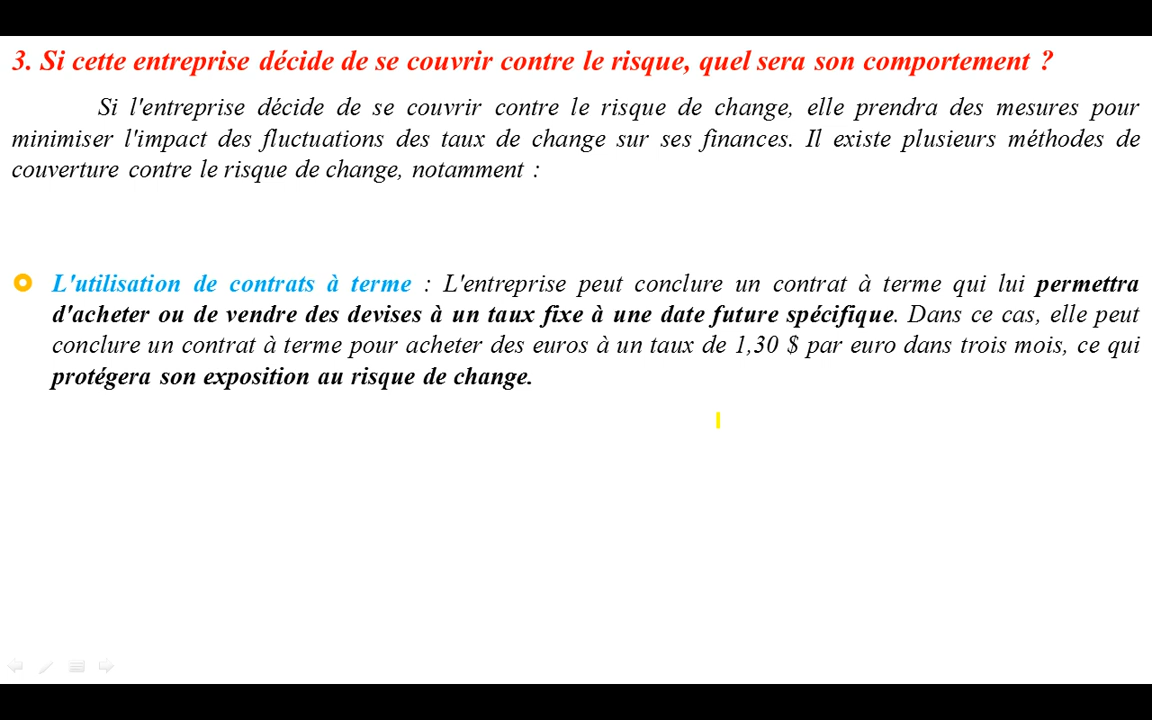 3. Si cette entreprise décide de se couvrir contre le risque, quel sera son comportement ?
Si l'entreprise décide de se couvrir contre le risque de change, elle prendra des mesures pour
minimiser l'impact des fluctuations des taux de change sur ses finances. Il existe plusieurs méthodes de
couverture contre le risque de change, notamment :
L'utilisation de contrats à terme : L'entreprise peut conclure un contrat à terme qui lui permettra
d'acheter ou de vendre des devises à un taux fixe à une date future spécifique. Dans ce cas, elle peut
conclure un contrat à terme pour acheter des euros à un taux de 1,30 $ par euro dans trois mois, ce qui
protégera son exposition au risque de change.